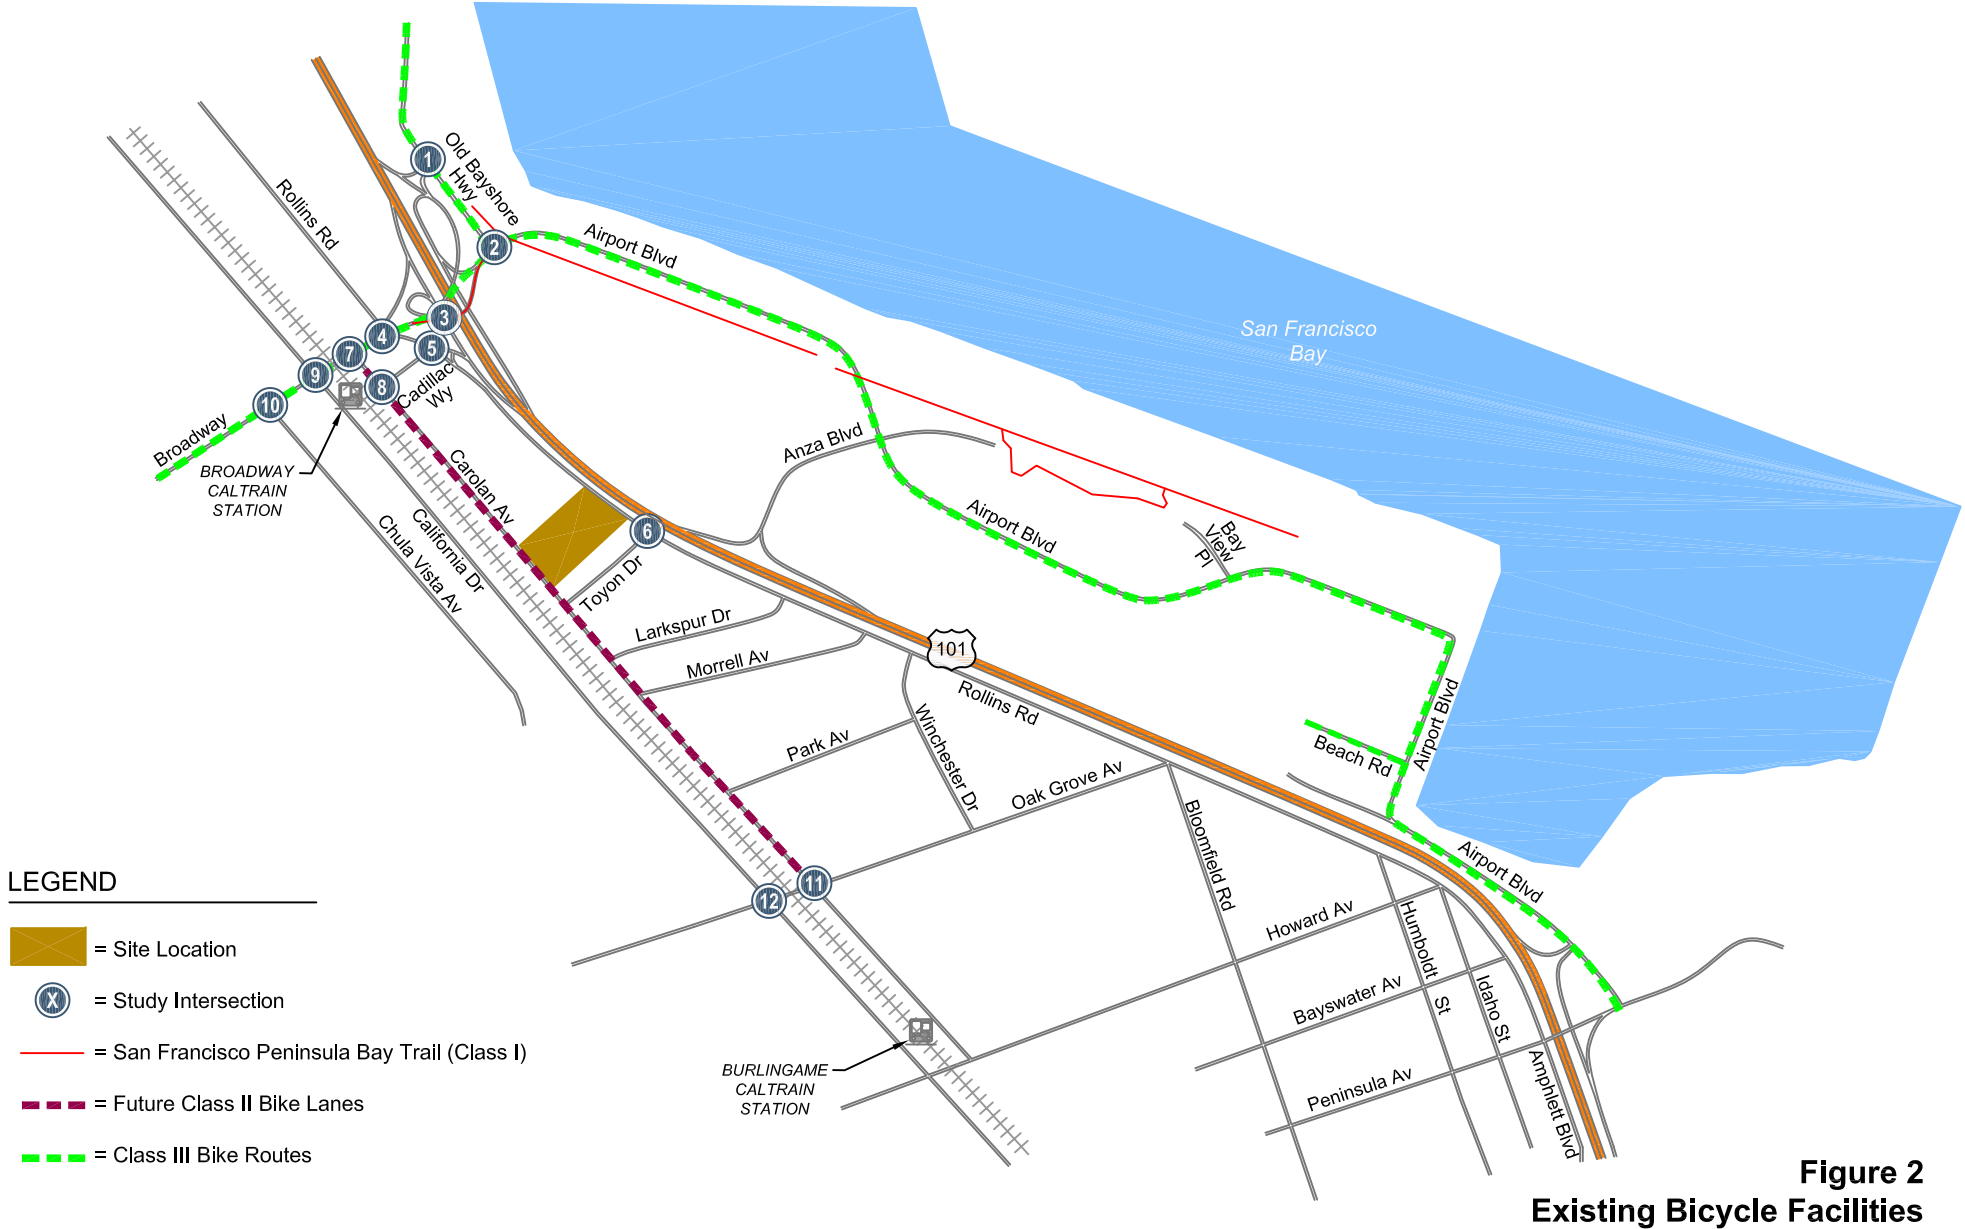 1
Old Bayshore
Hwy
Rollins Rd
2
Airport Blvd
San Francisco
Bay
3
4
5
7
9
8
10
Cadillac
Wy
Broadway
BROADWAY
CALTRAIN
STATION
Anza Blvd
Carolan Av
Chula Vista Av
California Dr
6
Airport Blvd
Bay
View
Pl
Toyon Dr
Larkspur Dr
Morrell Av
101
Rollins Rd
Winchester Dr
Park Av
Oak Grove Av
Beach Rd
Airport Blvd
Bloomfield Rd
Airport Blvd
11
12
Howard Av
Humboldt
St
Idaho St
Bayswater Av
Peninsula Av
Amphlett Blvd
BURLINGAME
CALTRAIN
STATION
LEGEND
= Site Location
X
= Study Intersection
= San Francisco Peninsula Bay Trail (Class I)
= Future Class II Bike Lanes
= Class III Bike Routes
Figure 2
Existing Bicycle Facilities